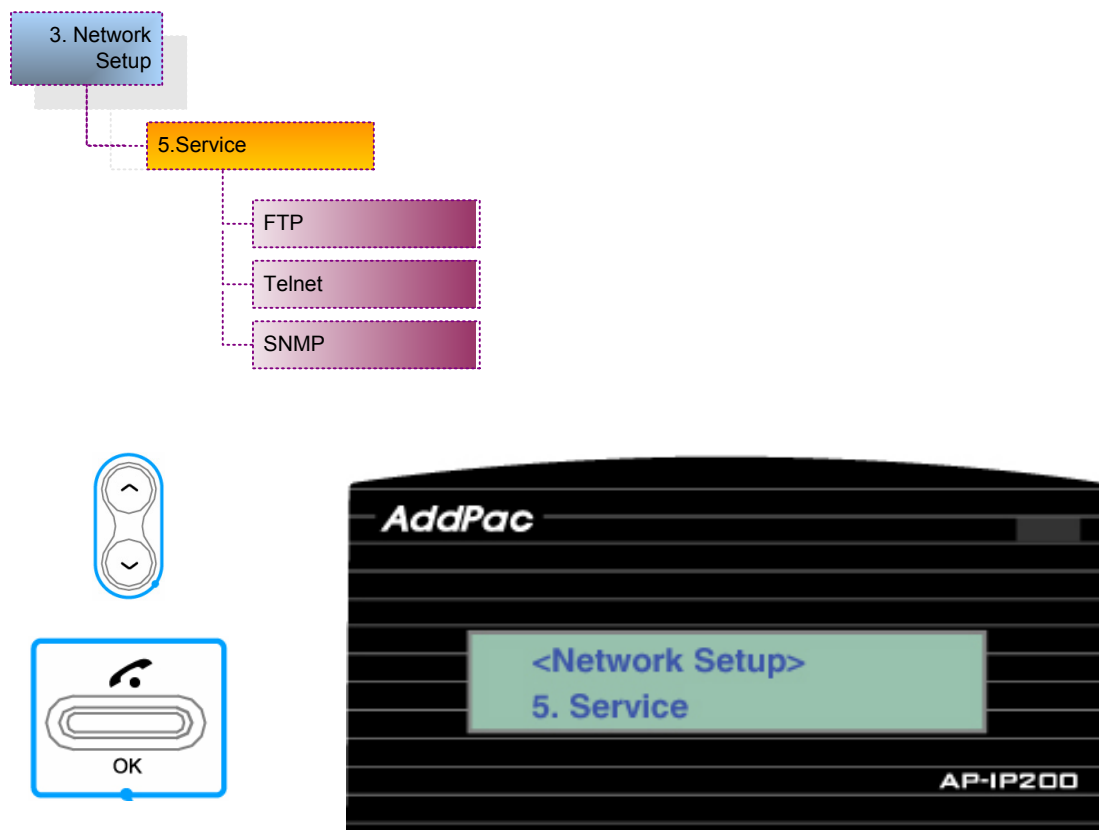 3. Network
Setup
5.Service
FTP
Telnet
SNMP
AddPac
<Network Setup>
5. Service
OK
AP-IP200